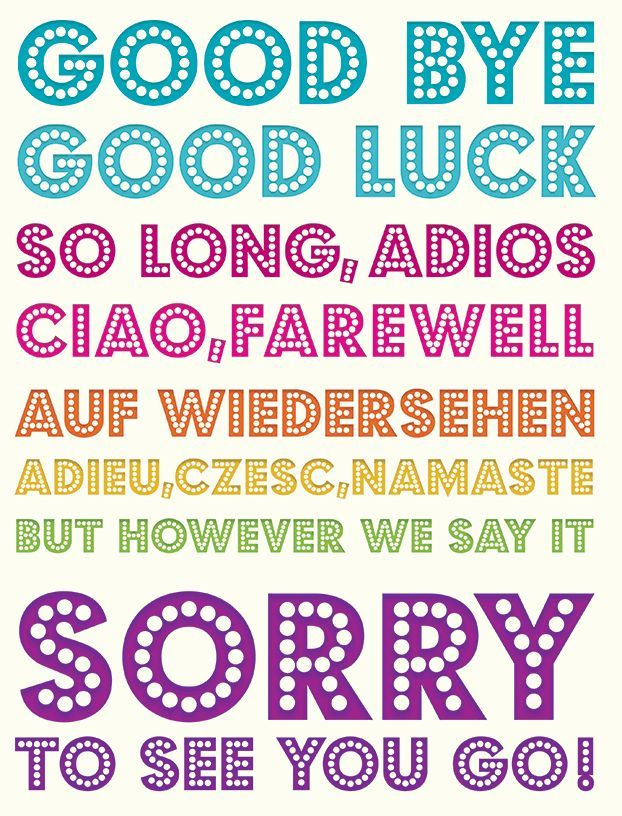 GOOD BYE
GOOD LUCK
SO LONG, ADIOS
CIAO, FAREWELL
AUF WIEDERSEHEN
ADIEU, CZESC, NAMASTE
BUT HOWEVER WE SAY IT
SORRY
TO SEE YOU GO!